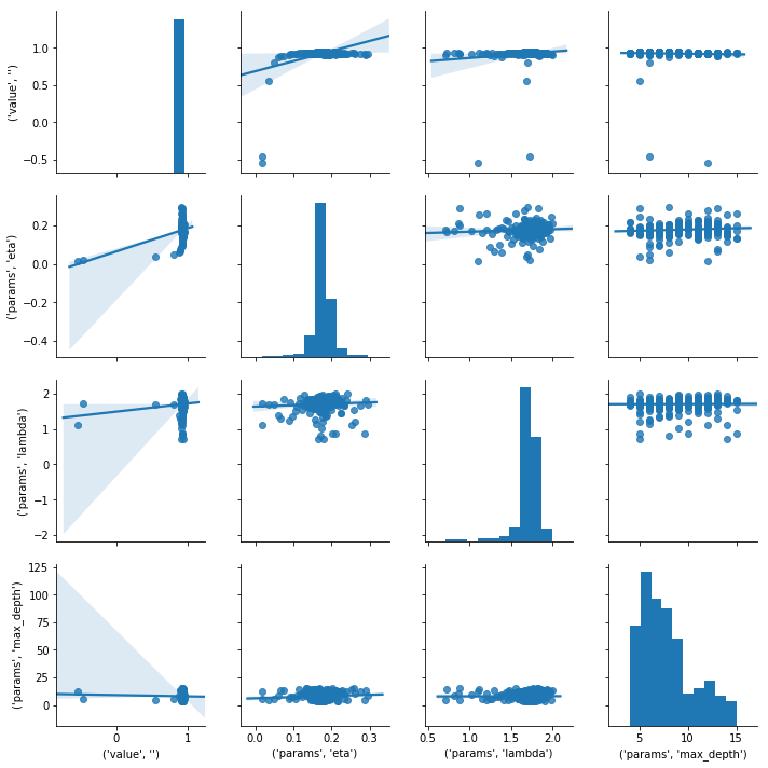 1.0
0.5
0.0
−0.5
('value', '')
0.2
0.0
−0.2
−0.4
('params', 'eta')
2
1
0
−1
−2
('params', 'lambda')
125
100
75
50
25
0
('params', 'max_depth')
0 1
('value', '')
0.0 0.1 0.2 0.3
('params', 'eta')
0.5 1.0 1.5 2.0
('params', 'lambda')
5 10 15
('params', 'max_depth')